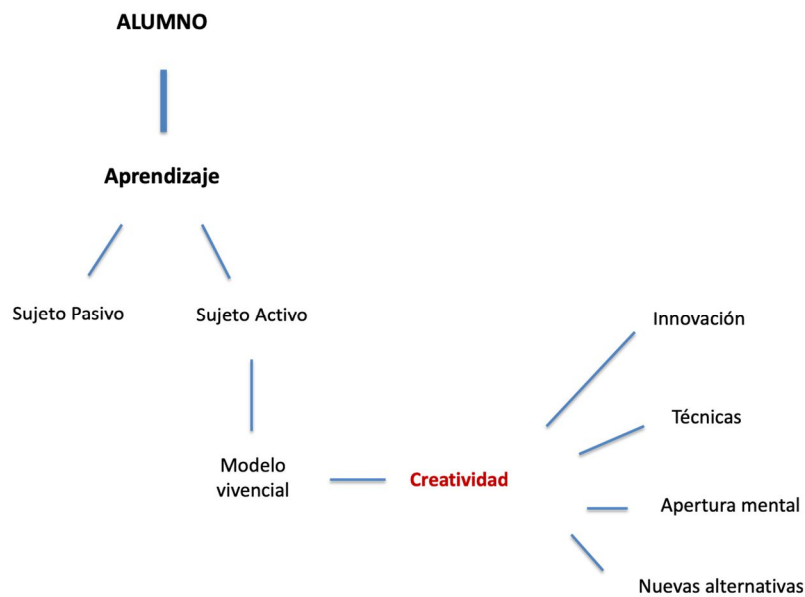 ALUMNO
Aprendizaje
Sujeto Pasivo
Sujeto Activo
Innovación
Técnicas
Modelo
vivencial
Creatividad
Apertura mental
Nuevas alternativas